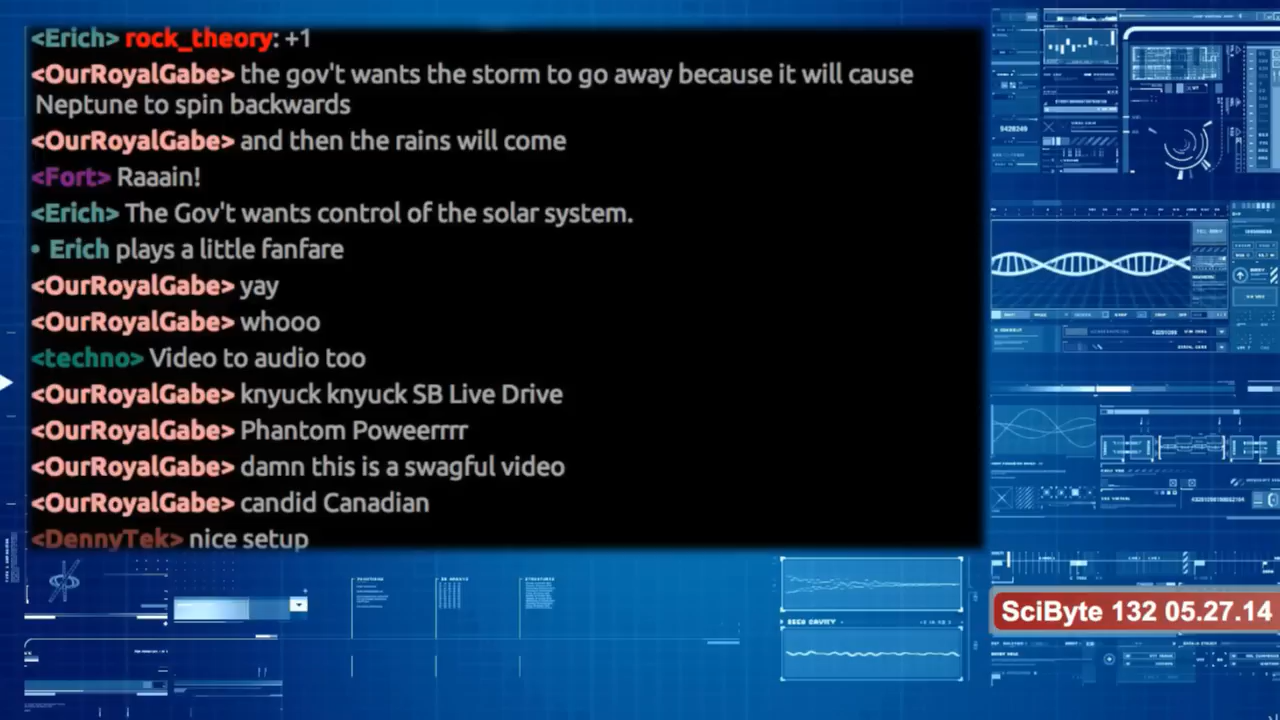 <Erich> rock_theory: +1
<OurRoyalGabe> the gov't wants the storm to go away because it will cause
Neptune to spin backwards
<OurRoyalGabe> and then the rains will come
<Fort> Raaain!
<Erich> The Gov't wants control of the solar system.
• Erich plays a little fanfare
<OurRoyalGabe> yay
<OurRoyalGabe> whooo
<techno> Video to audio too
<OurRoyalGabe> knyuck knyuck SB Live Drive
<OurRoyalGabe> Phantom Poweerrrr
<OurRoyalGabe> damn this is a swagful video
<OurRoyalGabe> candid Canadian
<DennyTek> nice setup
SciByte 132 05.27.14